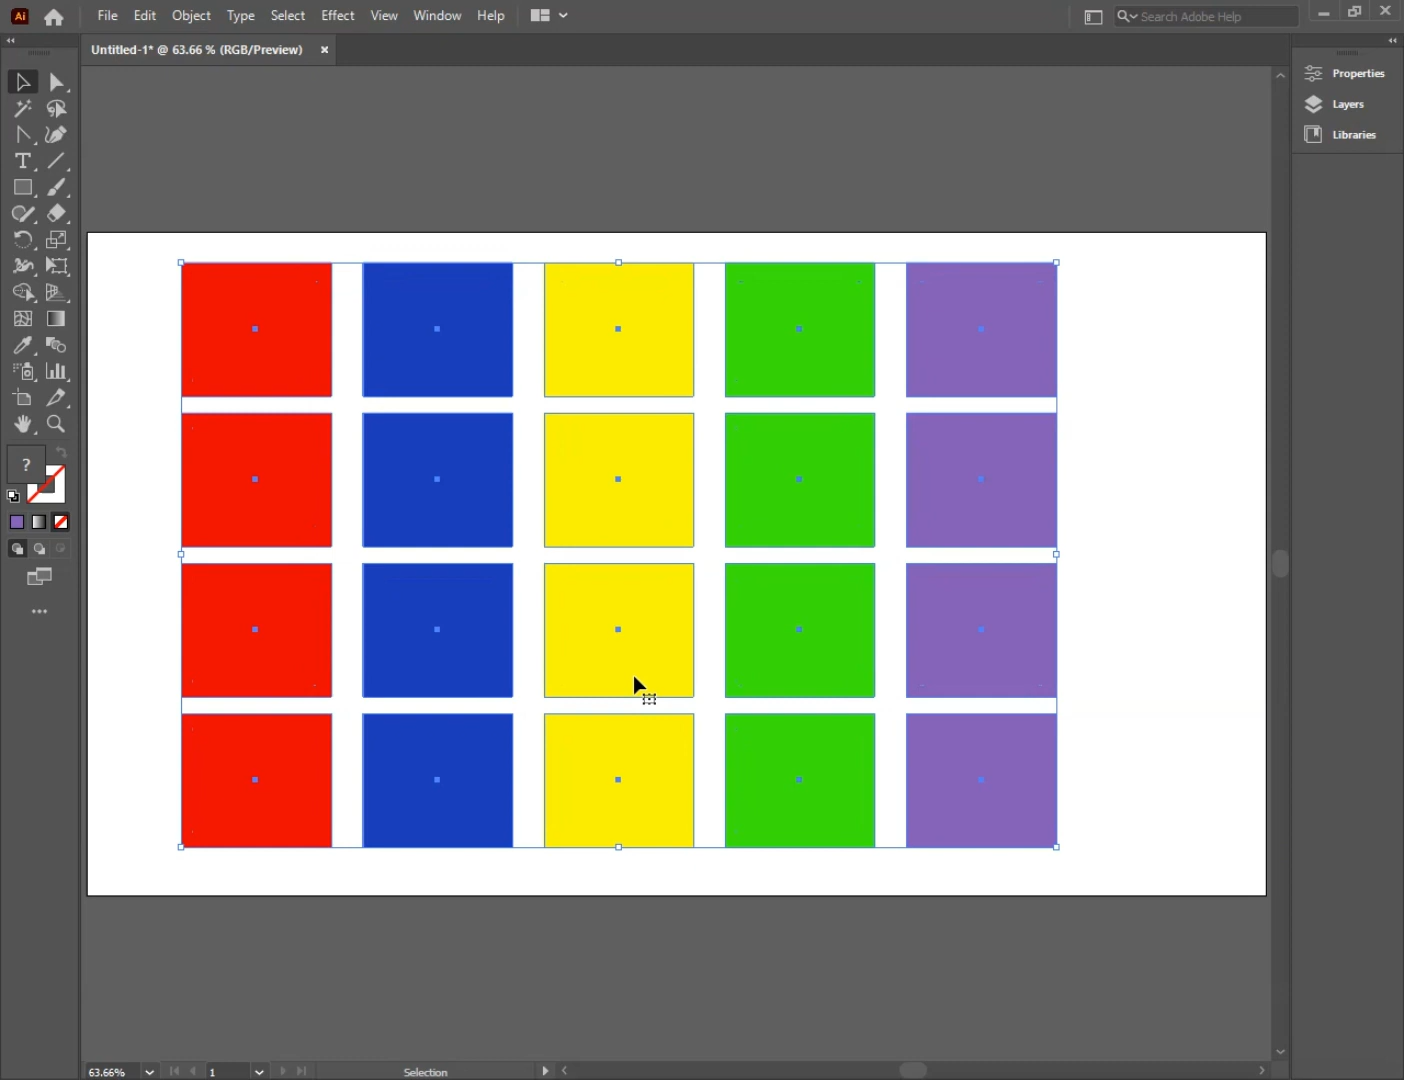 Ai File Edit Object Type Select Effect View Window Help Search Adobe Help
Untitled-1* @ 63.66 % (RGB/Preview)
Properties
Layers
Libraries
T
?
63.66% 1 Selection